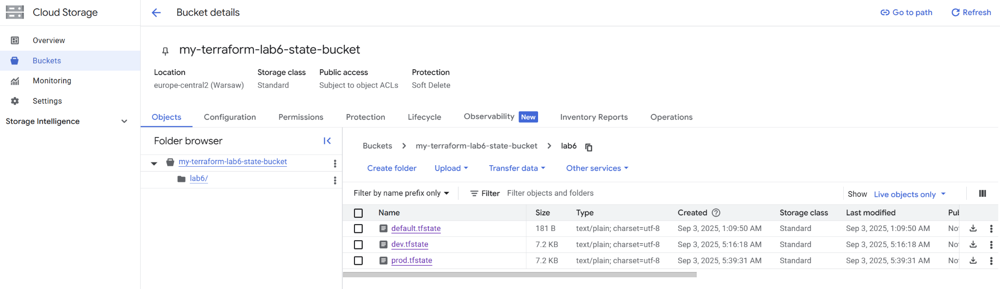 Cloud Storage
Bucket details
Go to path
Refresh
Overview
Buckets
Monitoring
Settings
Storage Intelligence
my-terraform-lab6-state-bucket
Location Storage class Public access Protection
europe-central2 (Warsaw) Standard Subject to object ACLs Soft Delete
Objects Configuration Permissions Protection Lifecycle Observability New Inventory Reports Operations
Folder browser
my-terraform-lab6-state-bucket
lab6/
Buckets my-terraform-lab6-state-bucket lab6
Create folder Upload Transfer data Other services
Filter by name prefix only Filter Filter objects and folders Show Live objects only
Name Size Type Created Storage class Last modified
default.tfstate 181 B text/plain; charset=utf-8 Sep 3, 2025, 1:09:50 AM Standard Sep 3, 2025, 1:09:50 AM
dev.tfstate 7.2 KB text/plain; charset=utf-8 Sep 3, 2025, 5:16:18 AM Standard Sep 3, 2025, 5:16:18 AM
prod.tfstate 7.2 KB text/plain; charset=utf-8 Sep 3, 2025, 5:39:31 AM Standard Sep 3, 2025, 5:39:31 AM